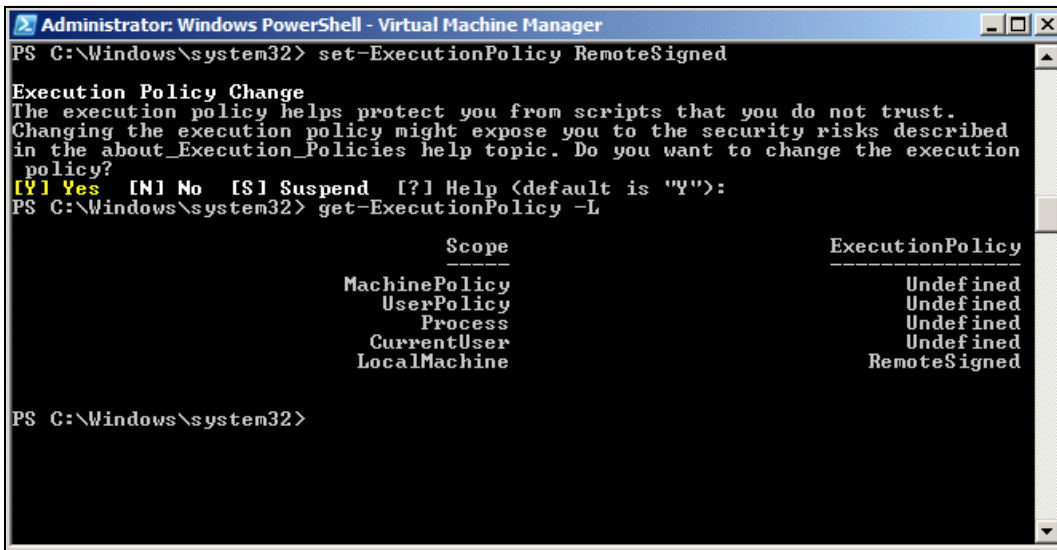 Administrator: Windows PowerShell - Virtual Machine Manager
PS C:\Windows\system32> set-ExecutionPolicy RemoteSigned
Execution Policy Change
The execution policy helps protect you from scripts that you do not trust.
Changing the execution policy might expose you to the security risks described
in the about_Execution_Policies help topic. Do you want to change the execution
policy?
[Y] Yes  [N] No  [S] Suspend  [?] Help (default is "Y"):
PS C:\Windows\system32> get-ExecutionPolicy -L
Scope ExecutionPolicy
----- ---------------
MachinePolicy Undefined
UserPolicy Undefined
Process Undefined
CurrentUser Undefined
LocalMachine RemoteSigned
PS C:\Windows\system32>